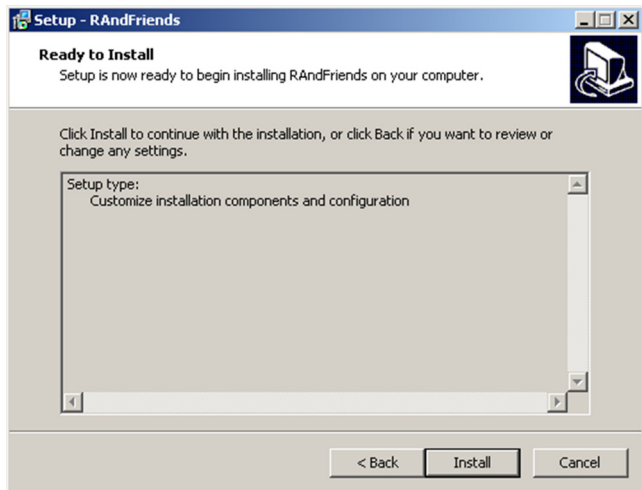 Setup - RAndFriends
Ready to Install
Setup is now ready to begin installing RAndFriends on your computer.
Click Install to continue with the installation, or click Back if you want to review or
change any settings.
Setup type:
Customize installation components and configuration
< Back Install Cancel